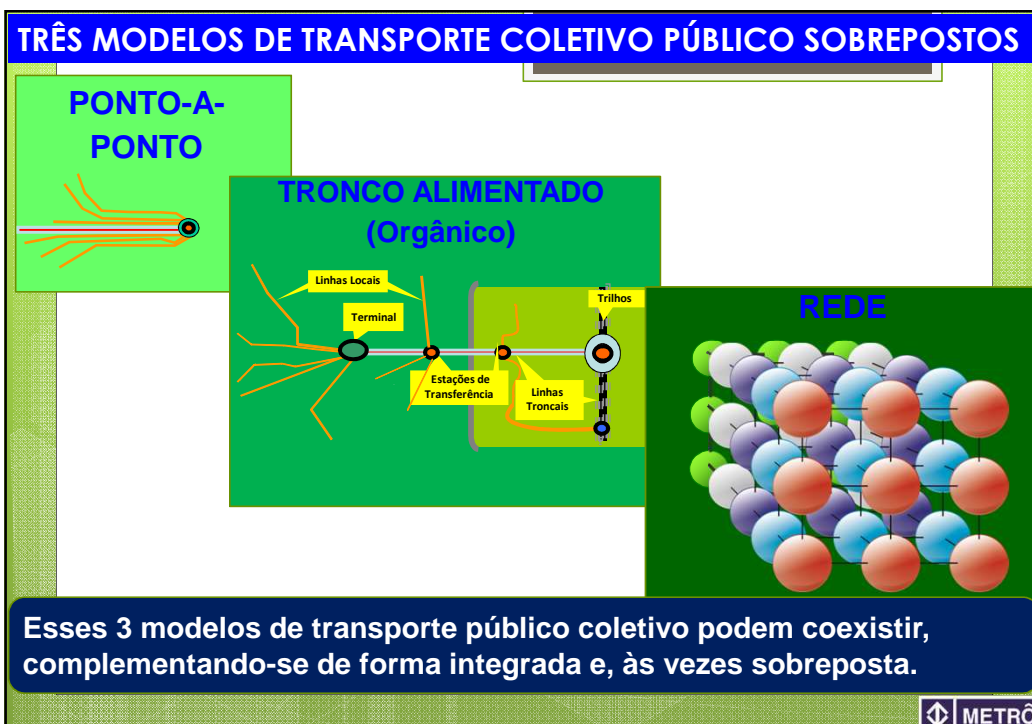 TRÊS MODELOS DE TRANSPORTE COLETIVO PÚBLICO SOBREPOSTOS
PONTO-A-
PONTO
TRONCO ALIMENTADO
(Orgânico)
Linhas Locais
Trilhos
Terminal
Estações de
Transferência
Linhas
Troncais
REDE
Esses 3 modelos de transporte público coletivo podem coexistir,
complementando-se de forma integrada e, às vezes sobreposta.
METRÔ